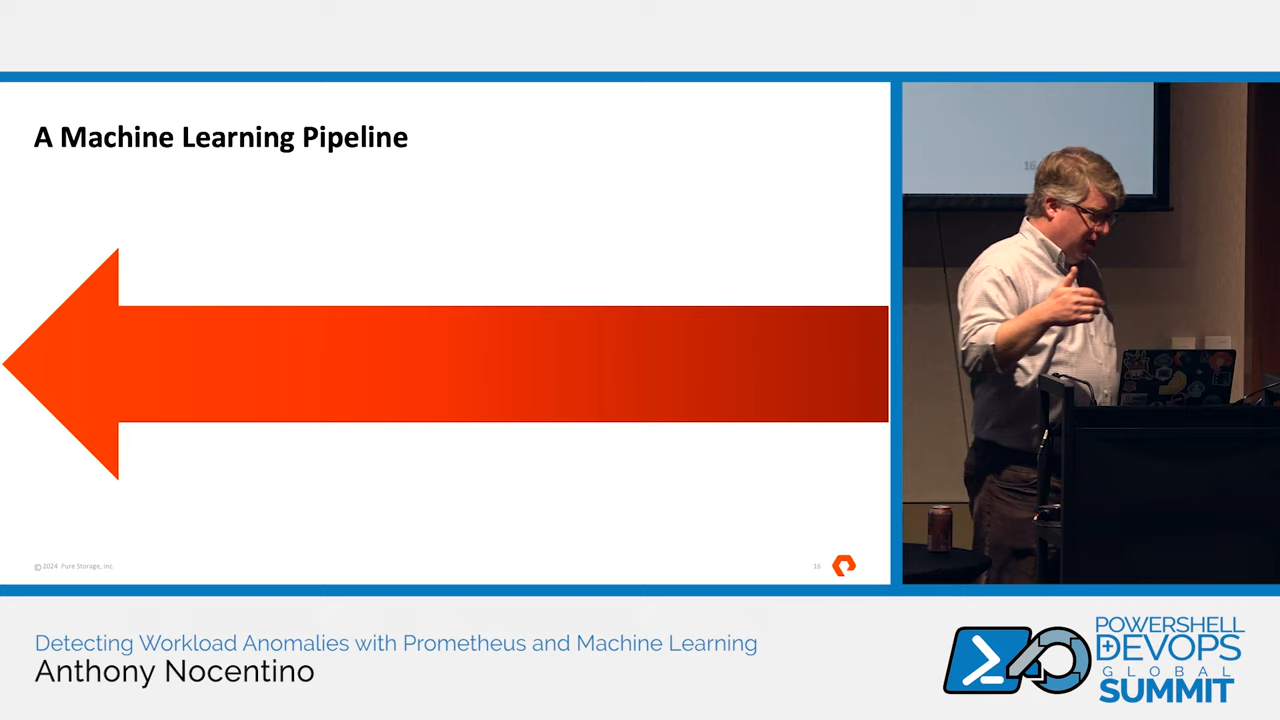 A Machine Learning Pipeline
16
© 2024 Pure Storage, Inc.
16
Detecting Workload Anomalies with Prometheus and Machine Learning
Anthony Nocentino
POWERSHELL
DEVOPS
GLOBAL
SUMMIT